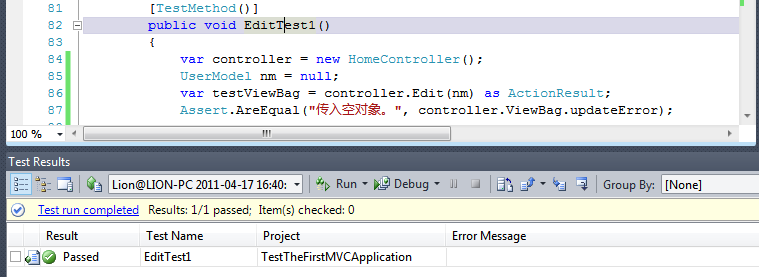 81 [TestMethod()]
82 public void EditTest1()
83 {
84 var controller = new HomeController();
85 UserModel nm = null;
86 var testViewBag = controller.Edit(nm) as ActionResult;
87 Assert.AreEqual("传入空对象。", controller.ViewBag.updateError);
100 %
Test Results
Lion@LION-PC 2011-04-17 16:40: Run Debug Group By: [None]
Test run completed Results: 1/1 passed; Item(s) checked: 0
Result Test Name Project Error Message
Passed EditTest1 TestTheFirstMVCApplication